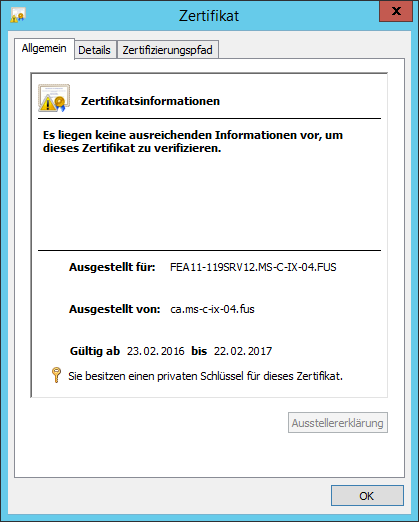 Zertifikat
x
Allgemein Details Zertifizierungspfad
Zertifikatsinformationen
Es liegen keine ausreichenden Informationen vor, um
dieses Zertifikat zu verifizieren.
Ausgestellt für: FEA11-119SRV12.MS-C-IX-04.FUS
Ausgestellt von: ca.ms-c-ix-04.fus
Gültig ab 23.02.2016 bis 22.02.2017
Sie besitzen einen privaten Schlüssel für dieses Zertifikat.
Ausstellererklärung
OK